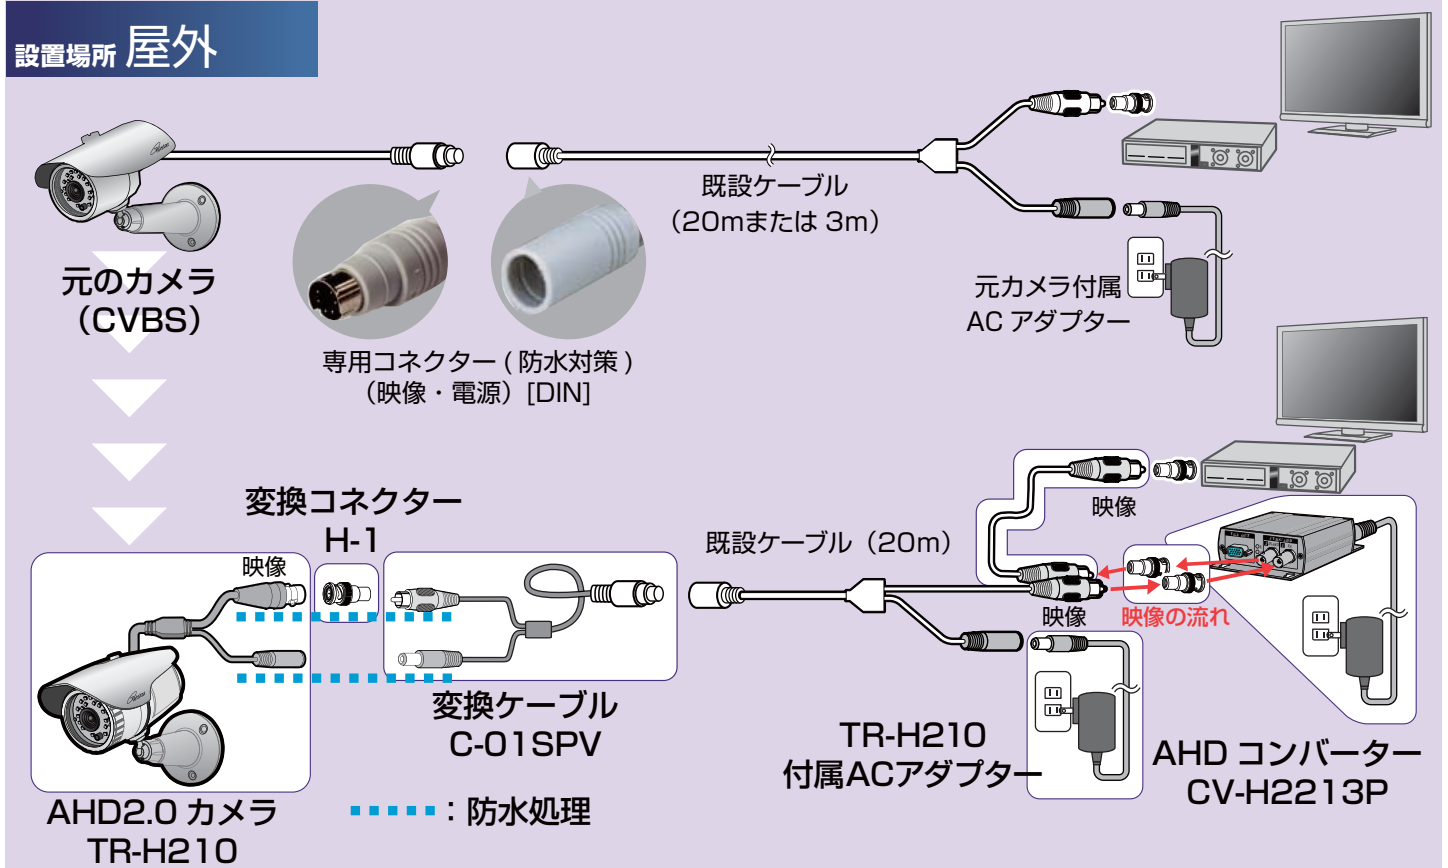 設置場所 屋外
既設ケーブル
（20mまたは 3m）
元のカメラ
（CVBS）
専用コネクター ( 防水対策 )
（映像・電源）[DIN]
元カメラ付属
AC アダプター
変換コネクター
H-1
映像
既設ケーブル（20m）
映像
映像
映像の流れ
変換ケーブル
C-01SPV
TR-H210
付属ACアダプター
AHD コンバーター
CV-H2213P
AHD2.0 カメラ
TR-H210
：防水処理